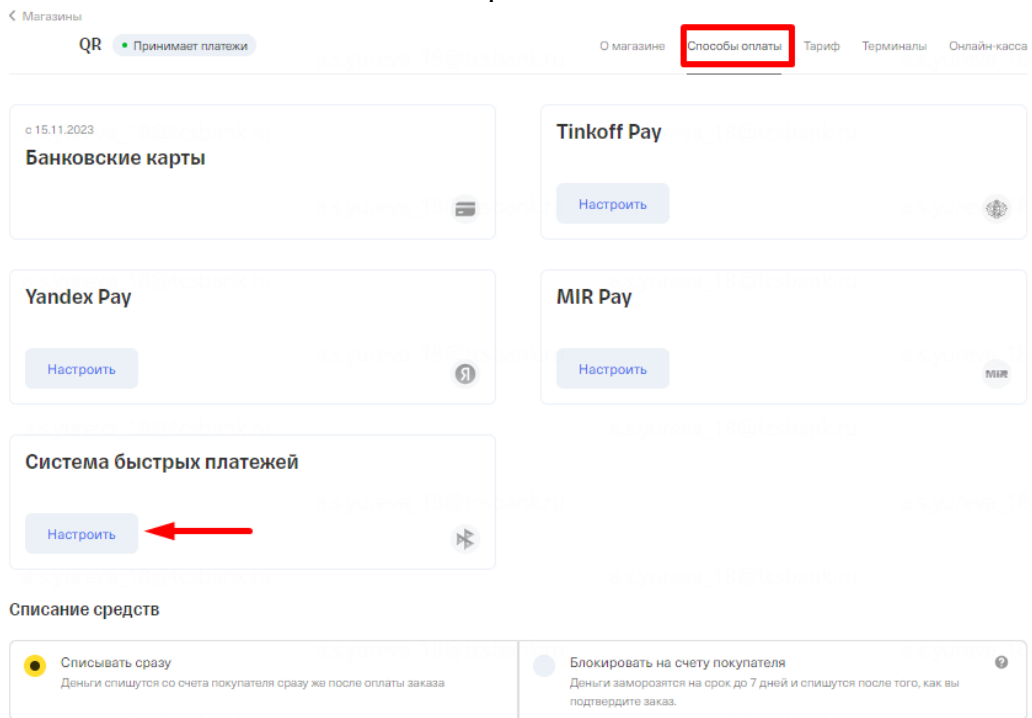 Магазины
QR
Принимает платежи
О магазине
Способы оплаты
Тариф
Терминалы
Онлайн-касса
с 15.11.2023
Банковские карты
Tinkoff Pay
Настроить
Yandex Pay
Настроить
MIR Pay
Настроить
MIR
Система быстрых платежей
Настроить
Списание средств
Списывать сразу
Деньги спишутся со счета покупателя сразу же после оплаты заказа
Блокировать на счету покупателя
Деньги заморозятся на срок до 7 дней и спишутся после того, как вы
подтвердите заказ.